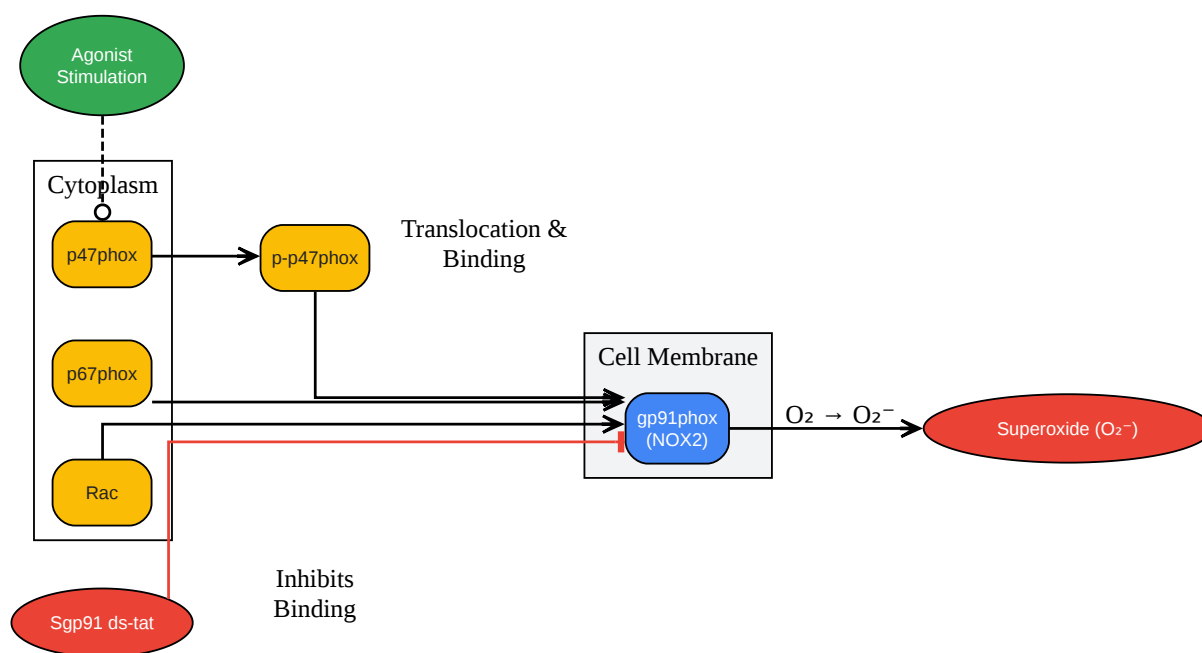 Agonist
Stimulation
Cytoplasm
p47phox
p-p47phox
Translocation &
Binding
p67phox
Cell Membrane
gp91phox
(NOX2)
O₂ → O₂⁻
Superoxide (O₂⁻)
Rac
Inhibits
Binding
Sgp91 ds-tat